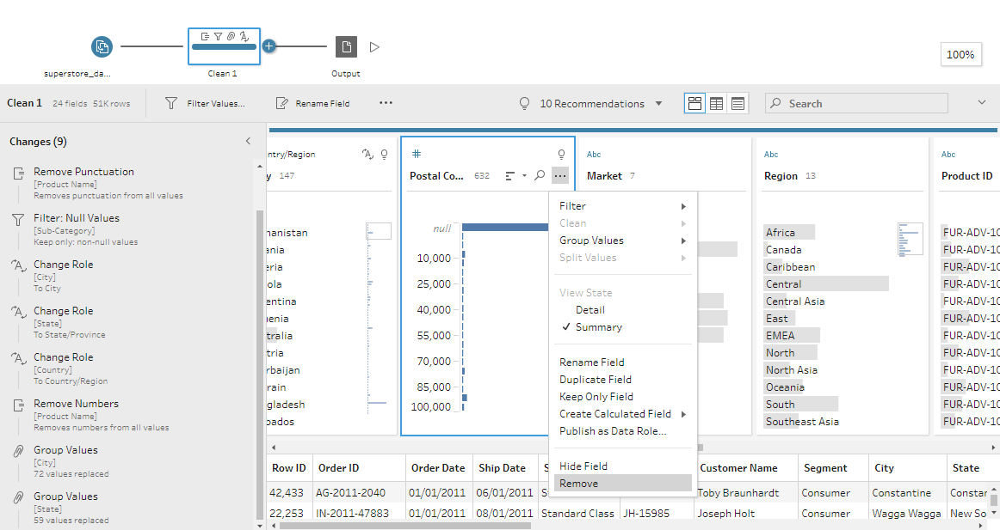 superstore_da...
Clean 1
Output
100%
Clean 1 24 fields 51K rows
Filter Values...
Rename Field
10 Recommendations
Search
Changes (9)
Remove Punctuation
[Product Name]
Removes punctuation from all values
Filter: Null Values
[Sub-Category]
Keep only: non-null values
Change Role
[City]
To City
Change Role
[State]
To State/Province
Change Role
[Country]
To Country/Region
Remove Numbers
[Product Name]
Removes numbers from all values
Group Values
[City]
72 values replaced
Group Values
[State]
59 values replaced
ntry/Region
y 147
hanistan
ania
eria
ola
entina
enia
tralia
tria
rbaijan
rain
gladesh
bados
#
Postal Co... 632
null
10,000
25,000
40,000
55,000
70,000
85,000
100,000
Filter
Clean
Group Values
Split Values
View State
Detail
Summary
Rename Field
Duplicate Field
Keep Only Field
Create Calculated Field
Publish as Data Role...
Hide Field
Remove
Abc
Market 7
Abc
Region 13
Africa
Canada
Caribbean
Central
Central Asia
East
EMEA
North
North Asia
Oceania
South
Southeast Asia
Abc
Product ID
FUR-ADV-10
FUR-ADV-10
FUR-ADV-10
FUR-ADV-10
FUR-ADV-10
FUR-ADV-10
FUR-ADV-10
FUR-ADV-10
FUR-ADV-10
FUR-ADV-10
FUR-ADV-10
FUR-ADV-10
Row ID Order ID Order Date Ship Date S Customer Name Segment City State
42,433 AG-2011-2040 01/01/2011 06/01/2011 St Toby Braunhardt Consumer Constantine Constar
22,253 IN-2011-47883 01/01/2011 08/01/2011 Standard Class JH-15985 Joseph Holt Consumer Wagga Wagga New So